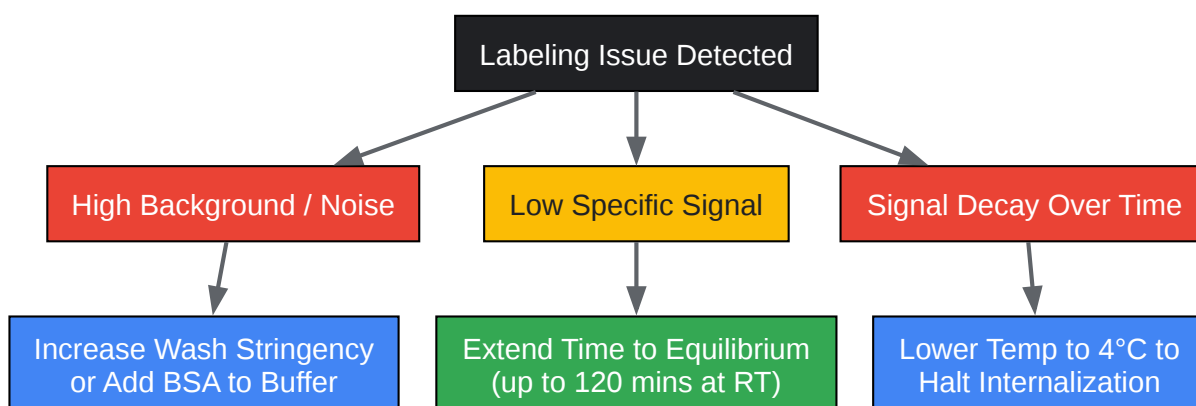 Labeling Issue Detected
High Background / Noise
Low Specific Signal
Signal Decay Over Time
Increase Wash Stringency
or Add BSA to Buffer
Extend Time to Equilibrium
(up to 120 mins at RT)
Lower Temp to 4°C to
Halt Internalization